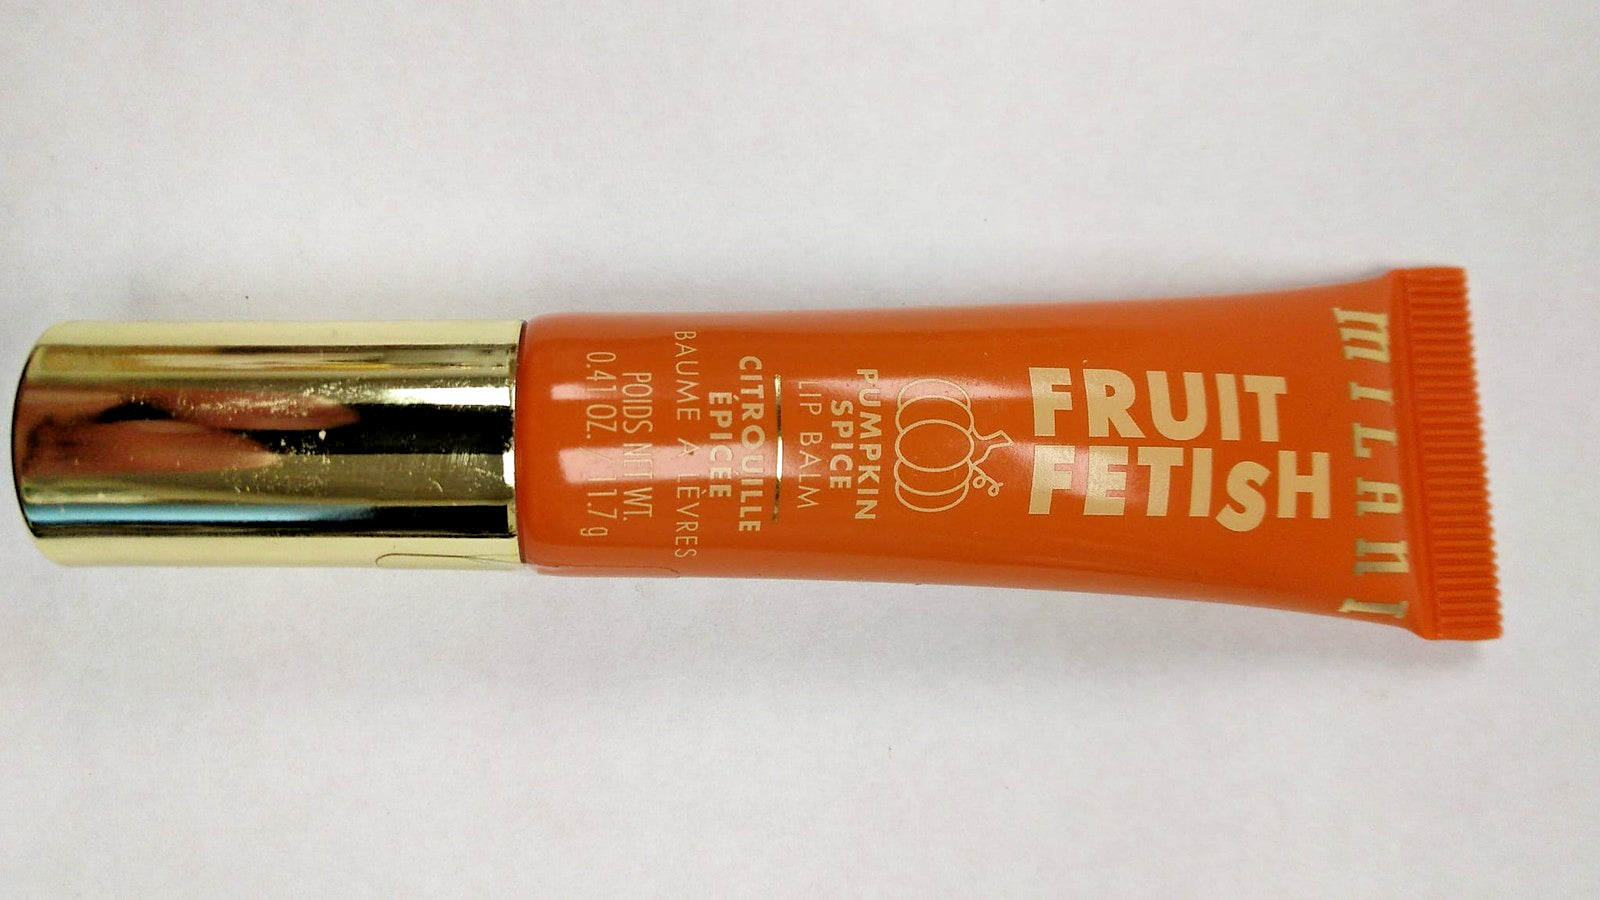 MILANI
FRUIT
FETISH
PUMPKIN
SPICE
LIP BALM
CITROUILLE
ÉPICÉE
BAUME À LÈVRES
POIDS NET WT.
0.41 OZ. / 11.7 g